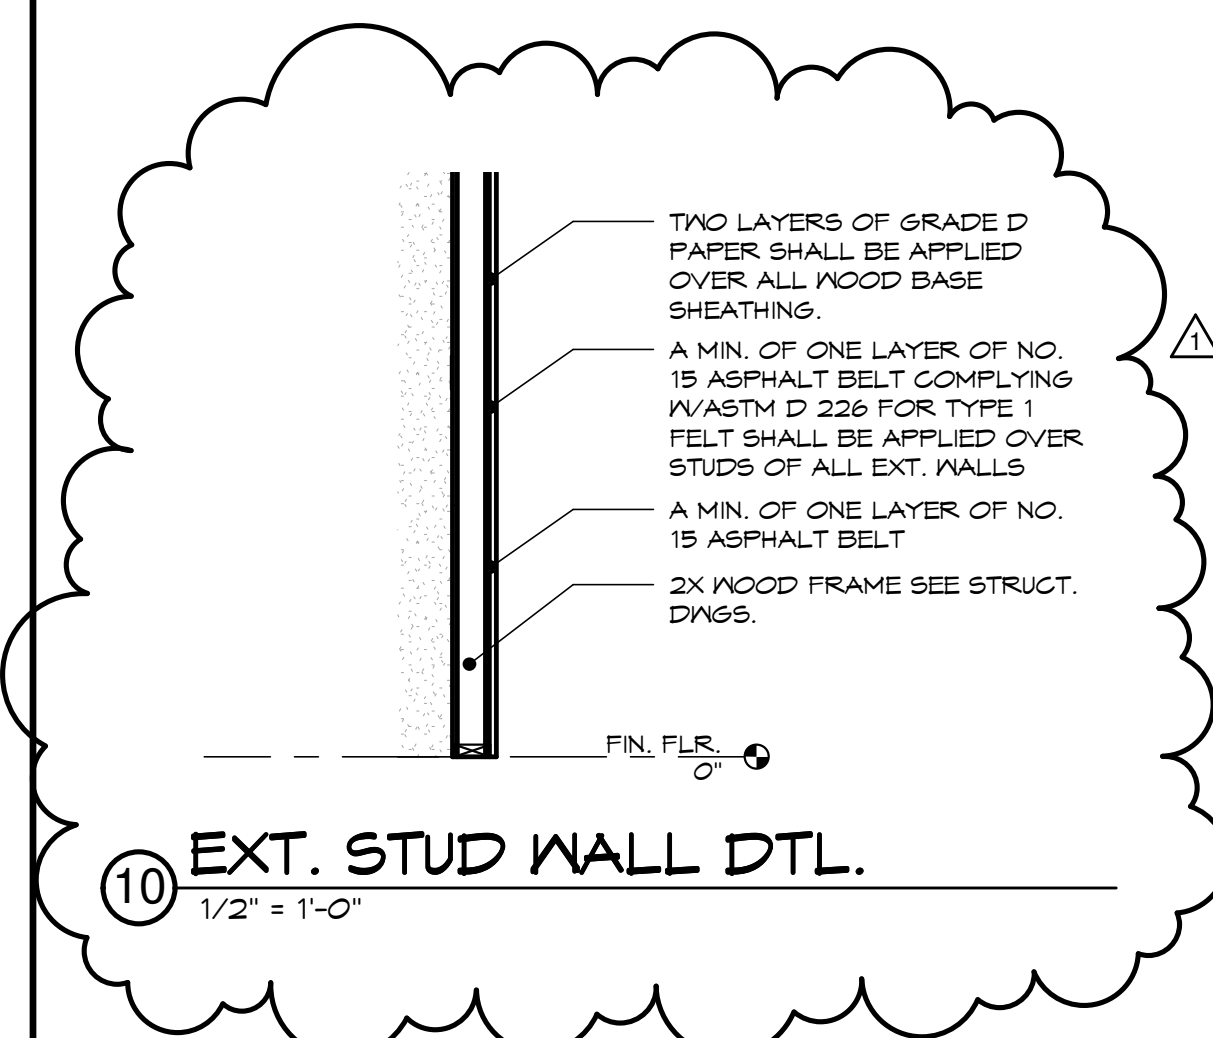 TWO LAYERS OF GRADE D
PAPER SHALL BE APPLIED
OVER ALL WOOD BASE
SHEATHING.
1
A MIN. OF ONE LAYER OF NO.
15 ASPHALT BELT COMPLYING
W/ASTM D 226 FOR TYPE 1
FELT SHALL BE APPLIED OVER
STUDS OF ALL EXT. WALLS
A MIN. OF ONE LAYER OF NO.
15 ASPHALT BELT
2X WOOD FRAME SEE STRUCT.
DWGS.
FIN. FLR.
0"
10
EXT. STUD WALL DTL.
1/2" = 1'-0"